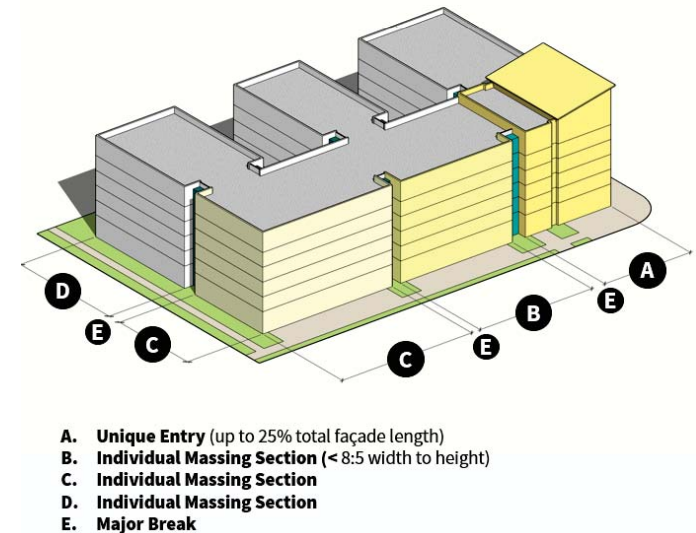 A
D
B
E
E
C
E
C
A. Unique Entry (up to 25% total façade length)
B. Individual Massing Section (< 8:5 width to height)
C. Individual Massing Section
D. Individual Massing Section
E. Major Break